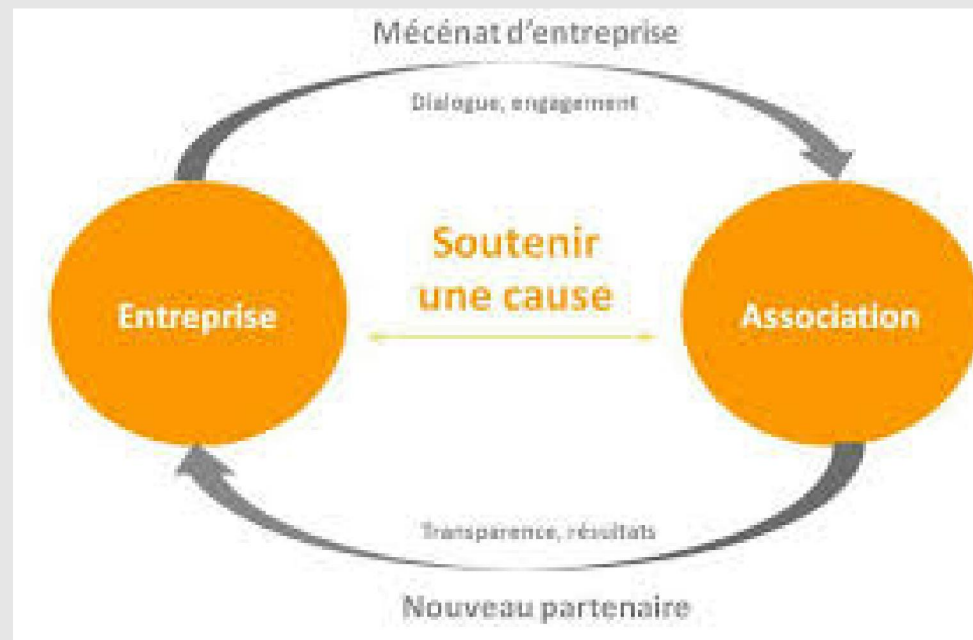 Mécénat d'entreprise
Dialogue, engagement
Soutenir
une cause
Entreprise
Association
Transparence, résultats
Nouveau partenaire